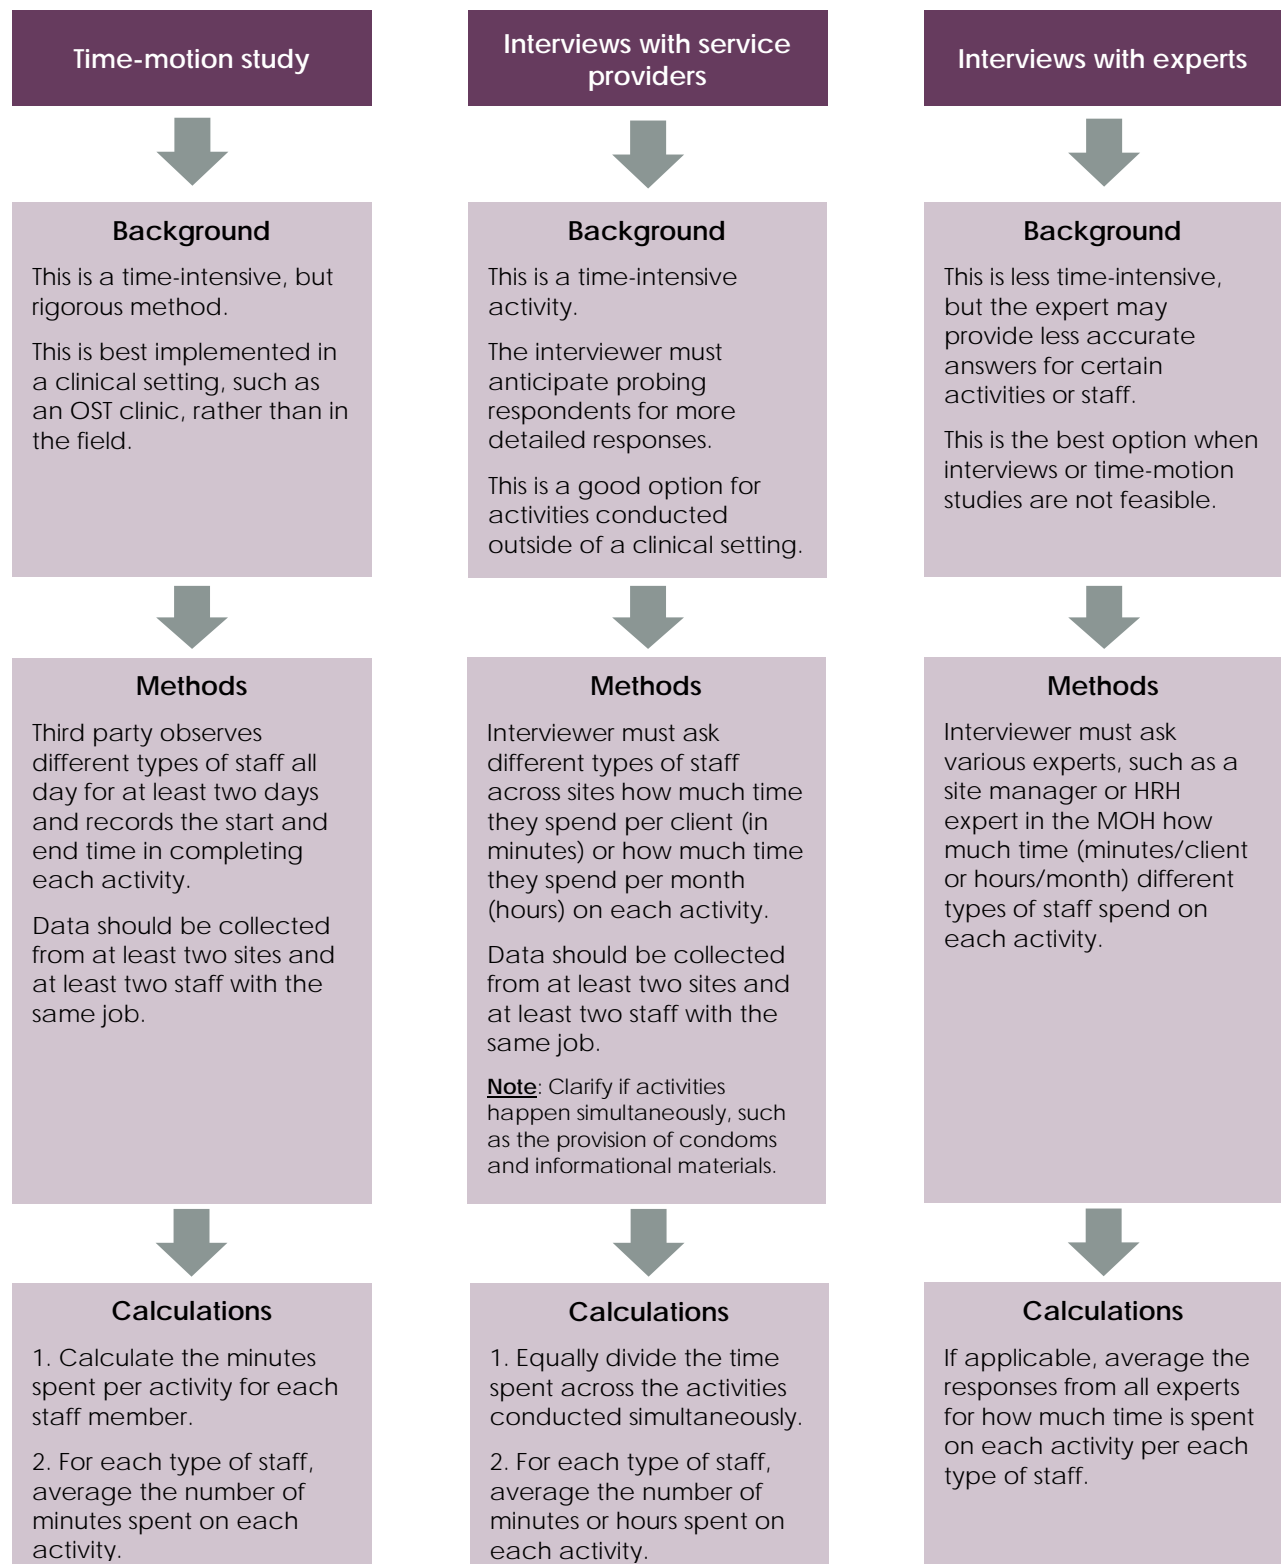 Time-motion study
Background
This is a time-intensive, but
rigorous method.
This is best implemented in
a clinical setting, such as
an OST clinic, rather than in
the field.
Methods
Third party observes
different types of staff all
day for at least two days
and records the start and
end time in completing
each activity.
Data should be collected
from at least two sites and
at least two staff with the
same job.
Calculations
1. Calculate the minutes
spent per activity for each
staff member.
2. For each type of staff,
average the number of
minutes spent on each
activity.
Interviews with service
providers
Background
This is a time-intensive
activity.
The interviewer must
anticipate probing
respondents for more
detailed responses.
This is a good option for
activities conducted
outside of a clinical setting.
Methods
Interviewer must ask
different types of staff
across sites how much time
they spend per client (in
minutes) or how much time
they spend per month
(hours) on each activity.
Data should be collected
from at least two sites and
at least two staff with the
same job.
Note: Clarify if activities
happen simultaneously, such
as the provision of condoms
and informational materials.
Calculations
1. Equally divide the time
spent across the activities
conducted simultaneously.
2. For each type of staff,
average the number of
minutes or hours spent on
each activity.
Interviews with experts
Background
This is less time-intensive,
but the expert may
provide less accurate
answers for certain
activities or staff.
This is the best option when
interviews or time-motion
studies are not feasible.
Methods
Interviewer must ask
various experts, such as a
site manager or HRH
expert in the MOH how
much time (minutes/client
or hours/month) different
types of staff spend on
each activity.
Calculations
If applicable, average the
responses from all experts
for how much time is spent
on each activity per each
type of staff.